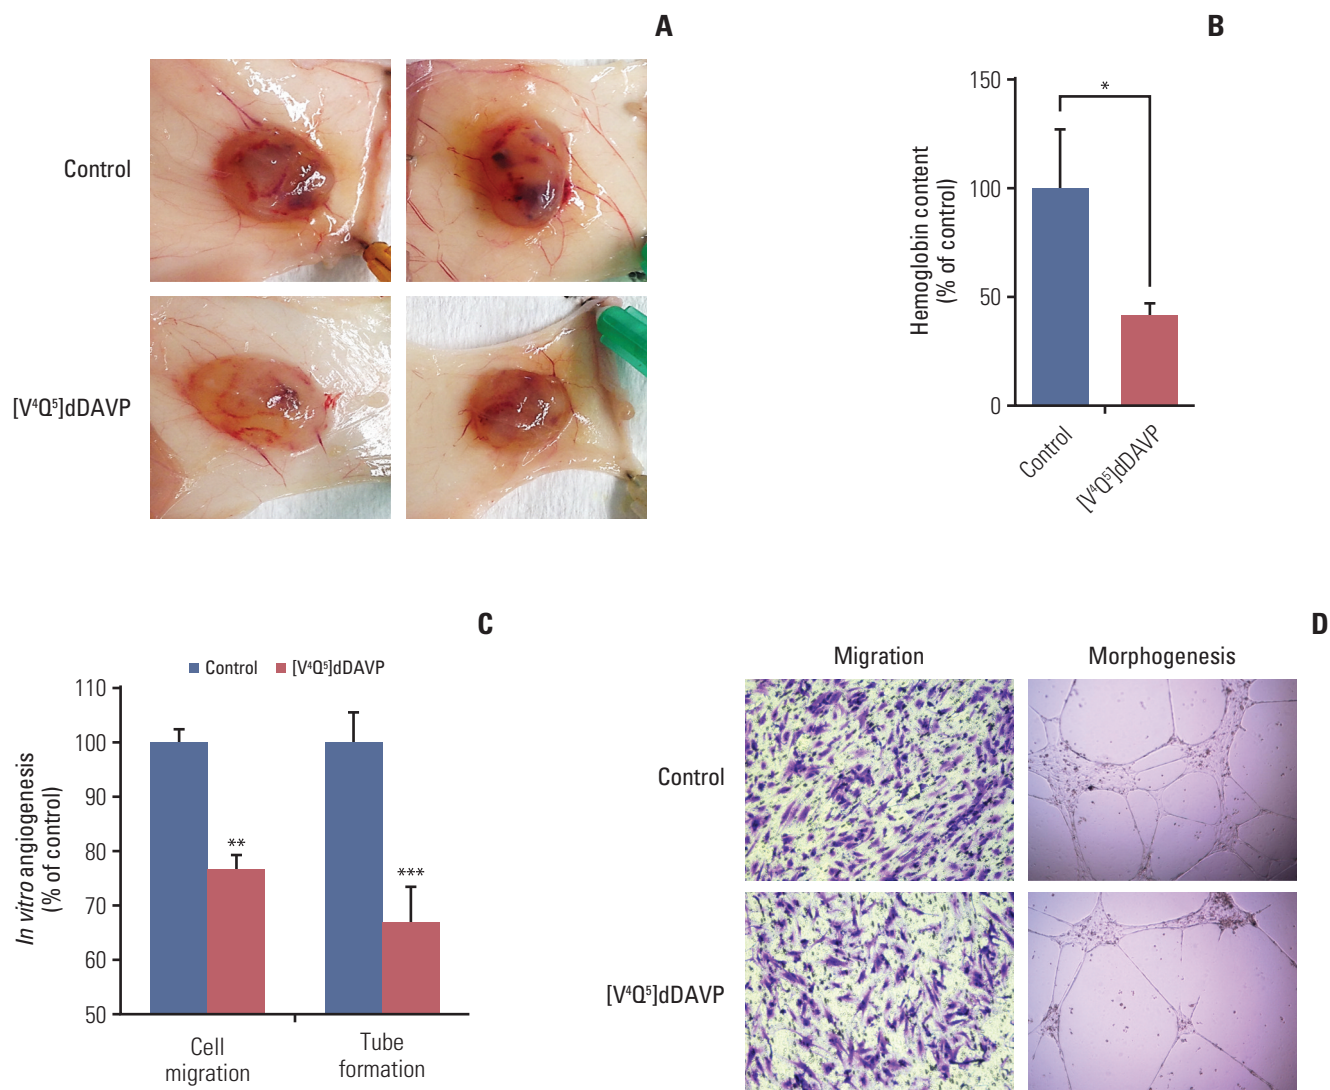 A
Control
[V⁴Q⁵]dDAVP
B
Hemoglobin content
(% of control)
150
100
50
0
*
Control
[V⁴Q⁵]dDAVP
C
Control [V⁴Q⁵]dDAVP
In vitro angiogenesis
(% of control)
110
100
90
80
70
60
50
**
***
Cell
migration
Tube
formation
D
Migration Morphogenesis
Control
[V⁴Q⁵]dDAVP